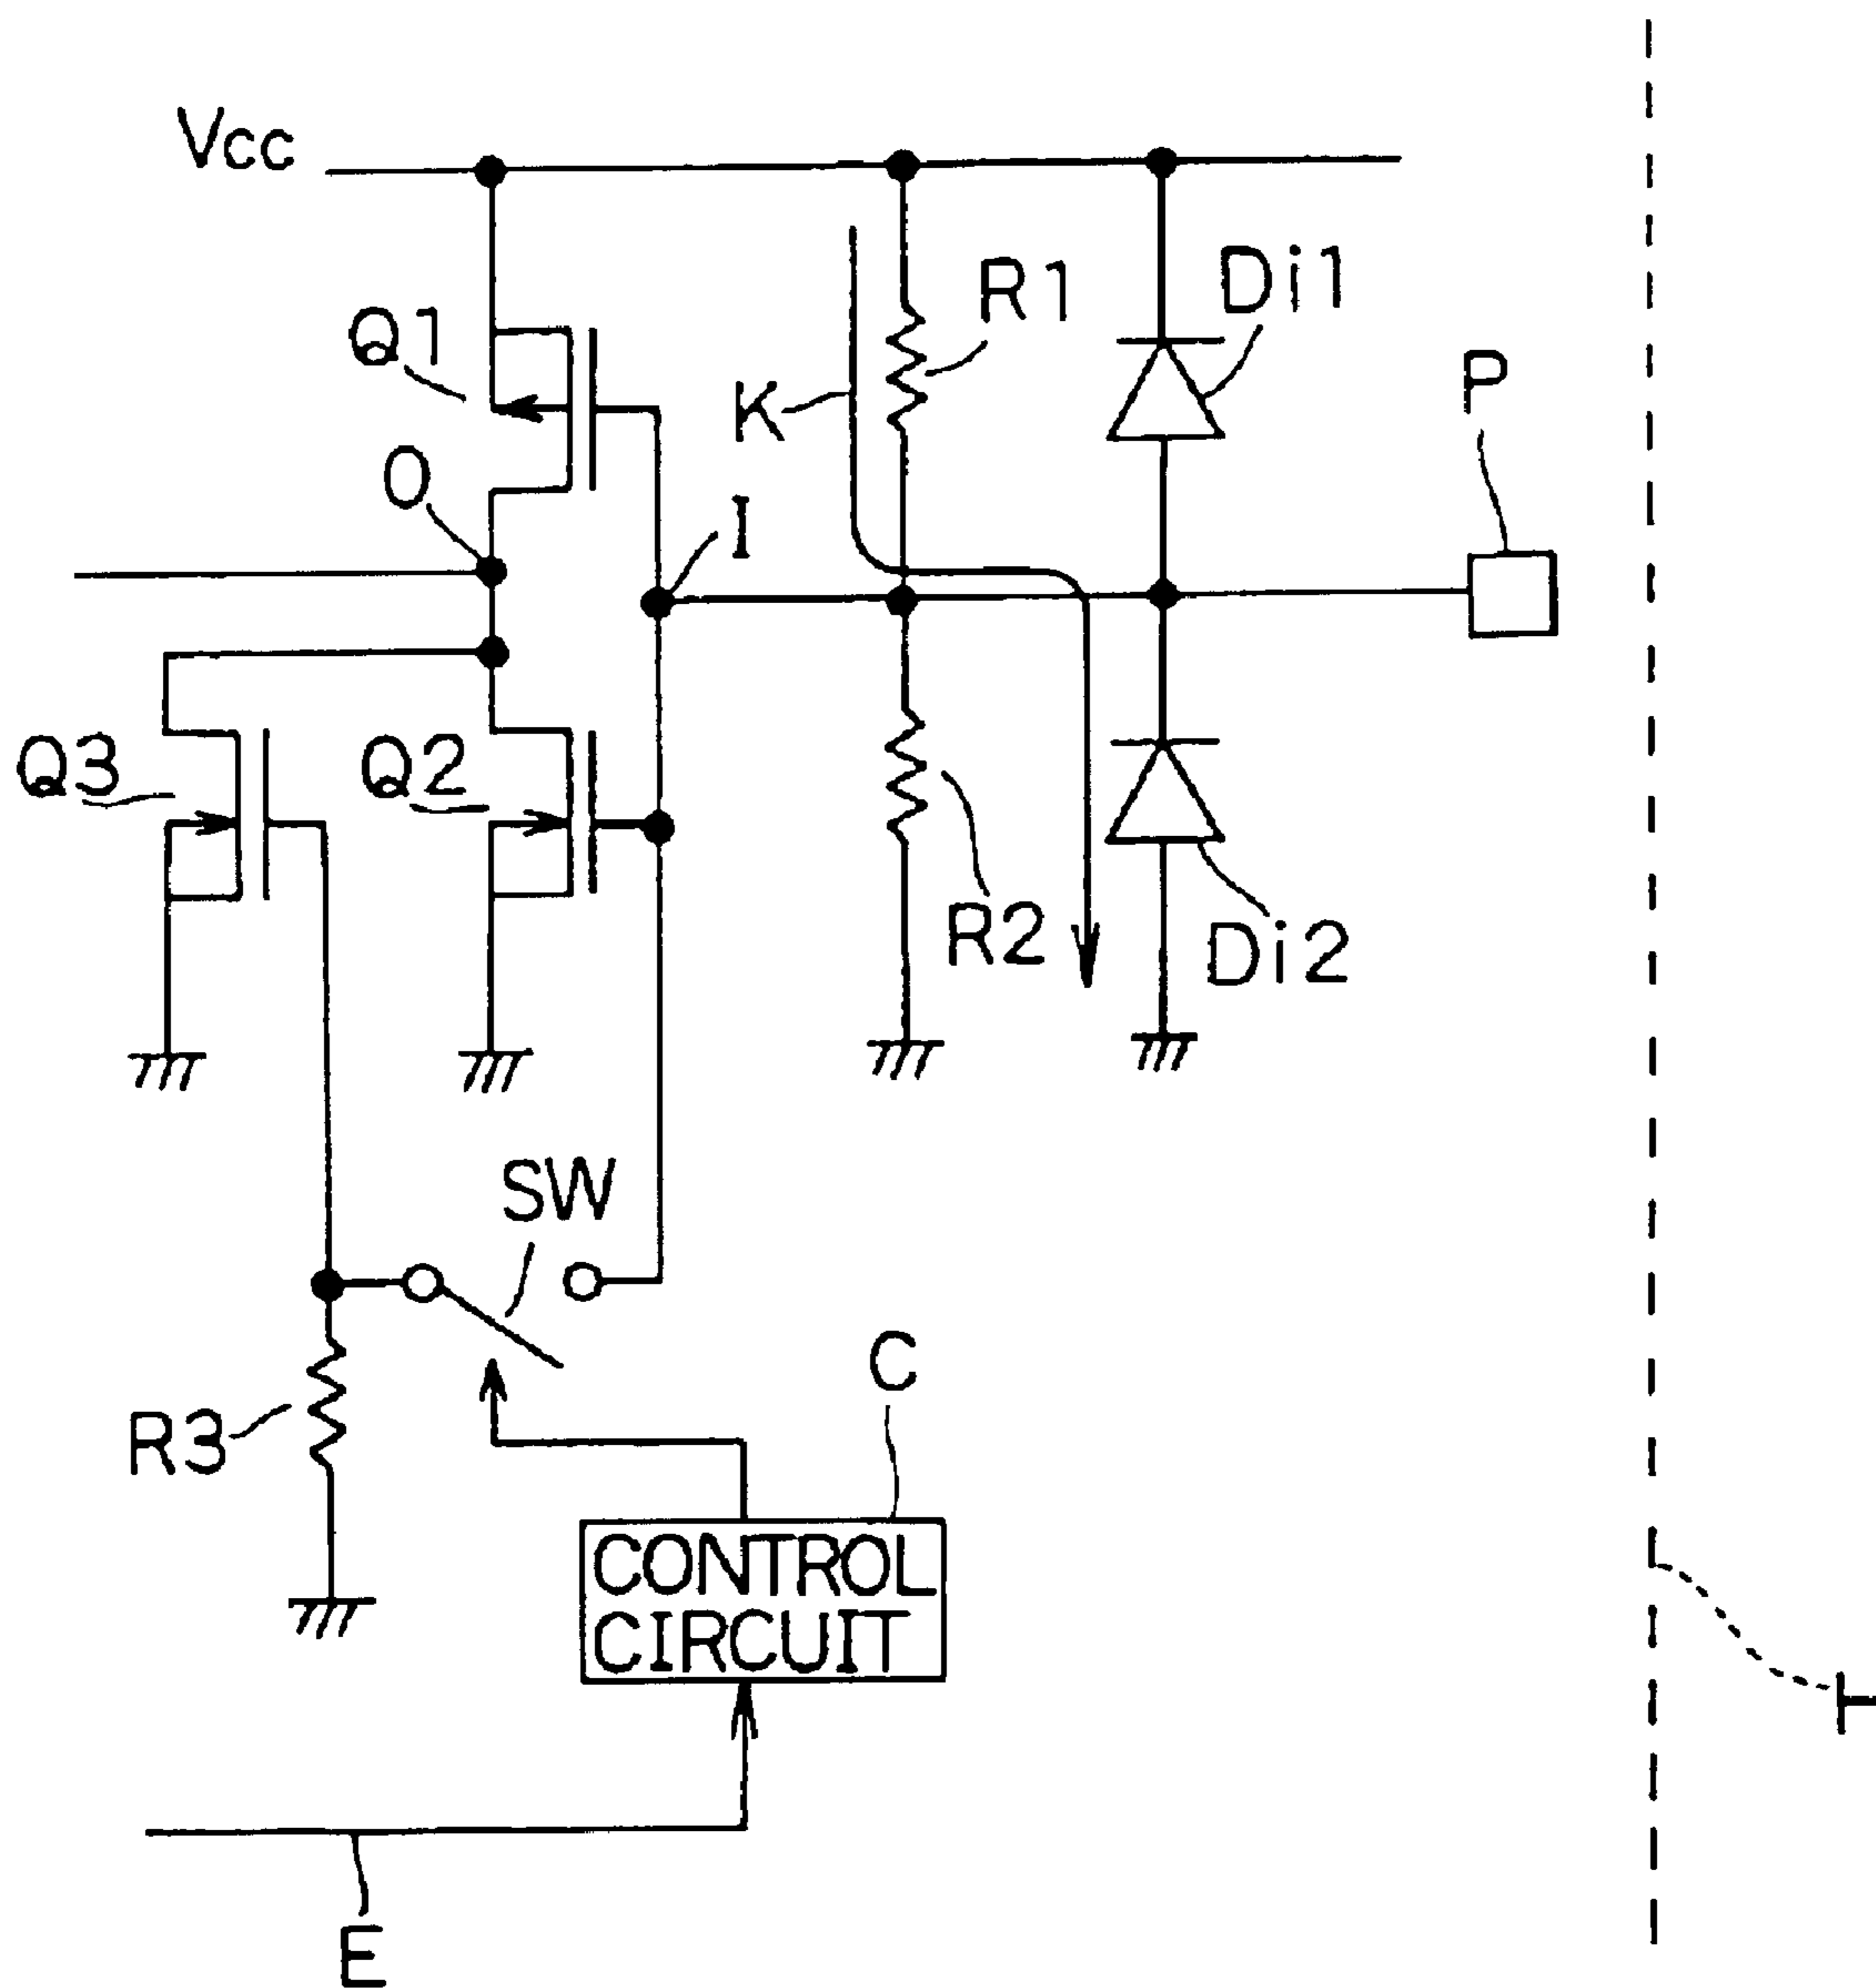 Vcc
Q1
K
R1
Di1
P
O
I
Q3
Q2
R2
Di2
SW
C
R3
CONTROL
CIRCUIT
E